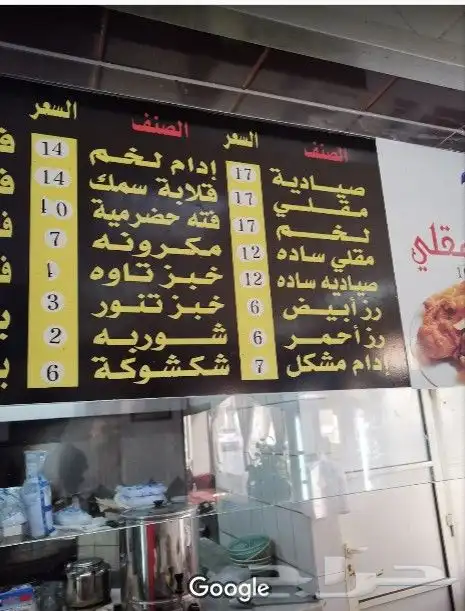 الصنف السعر
صيادية 17
مقلي 17
لخم 17
مقلي ساده 12
صياديه ساده 12
رز أبيض 6
رز أحمر 6
إدام مشكل 7
الصنف السعر
إدام لخم 14
قلابة سمك 14
فته حضرمية 10
مكرونه 7
خبز تاوه
خبز تنور 3
شوربه 2
شكشوكة 6
مقلي
Google
حراج